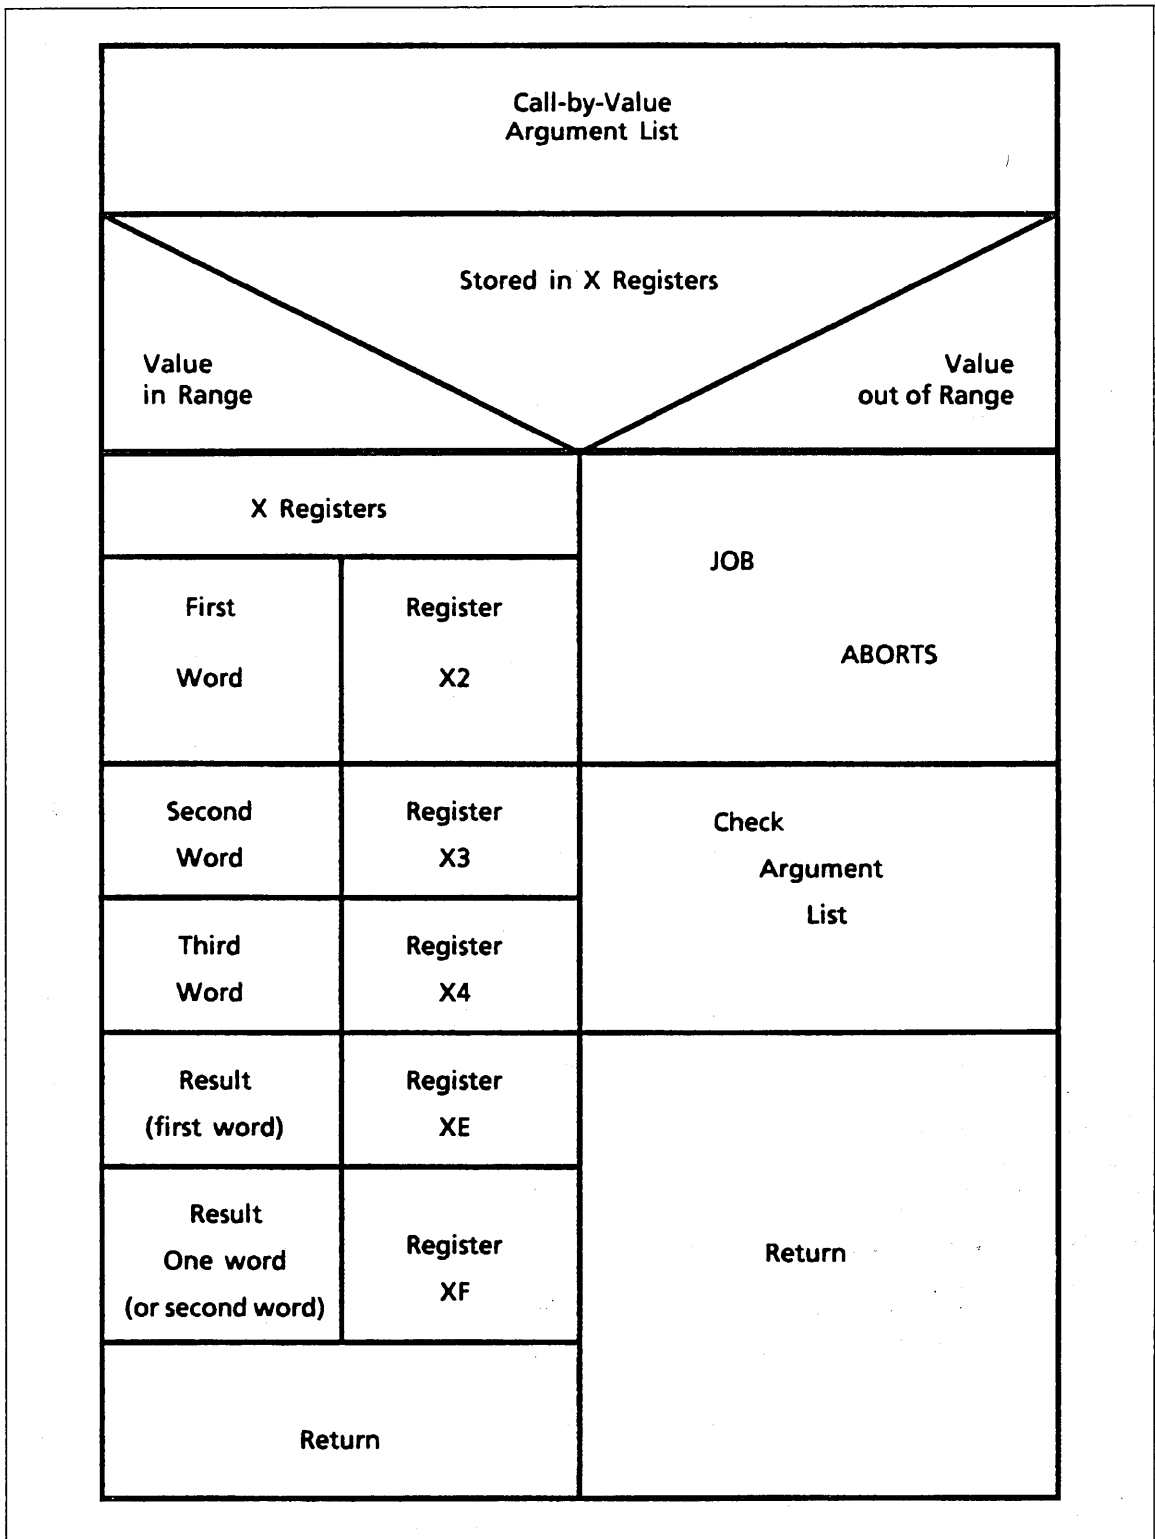 Call-by-Value
Argument List
Stored in X Registers
Value
in Range
Value
out of Range
X Registers
First
Word
Register
X2
Second
Word
Register
X3
Third
Word
Register
X4
Result
(first word)
Register
XE
Result
One word
(or second word)
Register
XF
Return
JOB
ABORTS
Check
Argument
List
Return